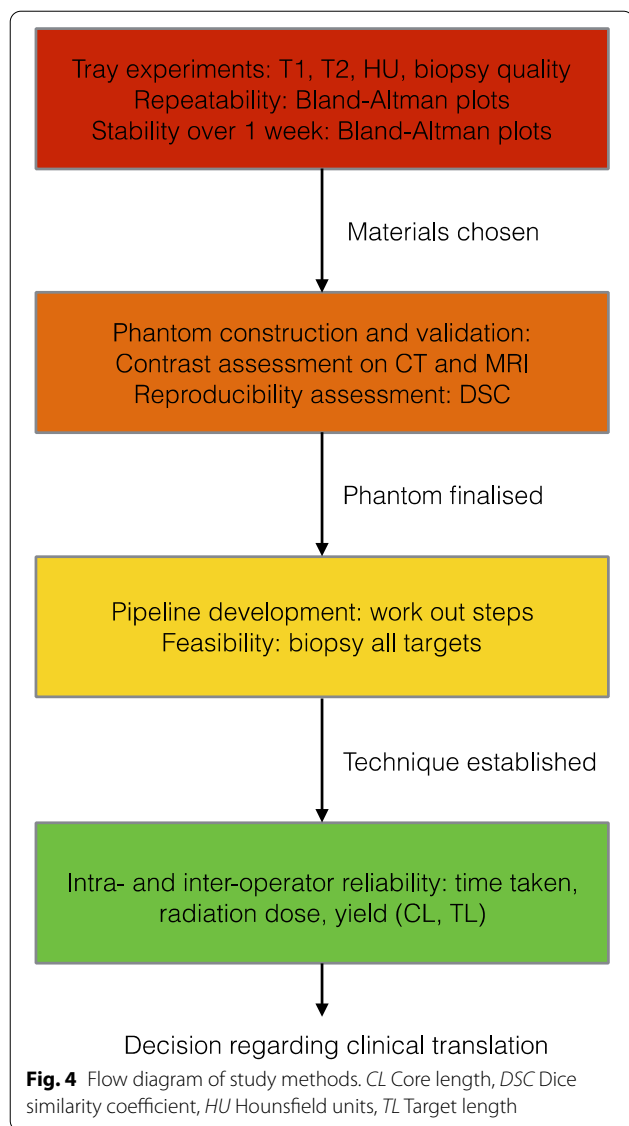 Tray experiments: T1, T2, HU, biopsy quality
Repeatability: Bland-Altman plots
Stability over 1 week: Bland-Altman plots
Materials chosen
Phantom construction and validation:
Contrast assessment on CT and MRI
Reproducibility assessment: DSC
Phantom finalised
Pipeline development: work out steps
Feasibility: biopsy all targets
Technique established
Intra- and inter-operator reliability: time taken,
radiation dose, yield (CL, TL)
Decision regarding clinical translation
Fig. 4 Flow diagram of study methods. CL Core length, DSC Dice
similarity coefficient, HU Hounsfield units, TL Target length